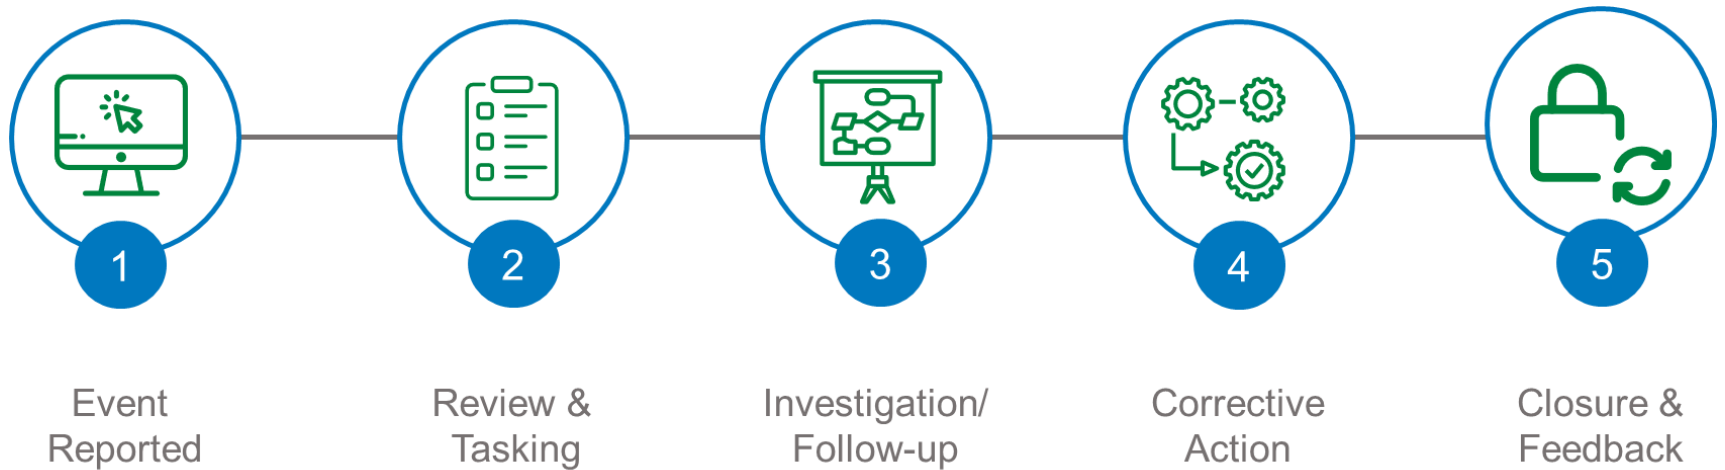 1
Event
Reported
2
Review &
Tasking
3
Investigation/
Follow-up
4
Corrective
Action
5
Closure &
Feedback